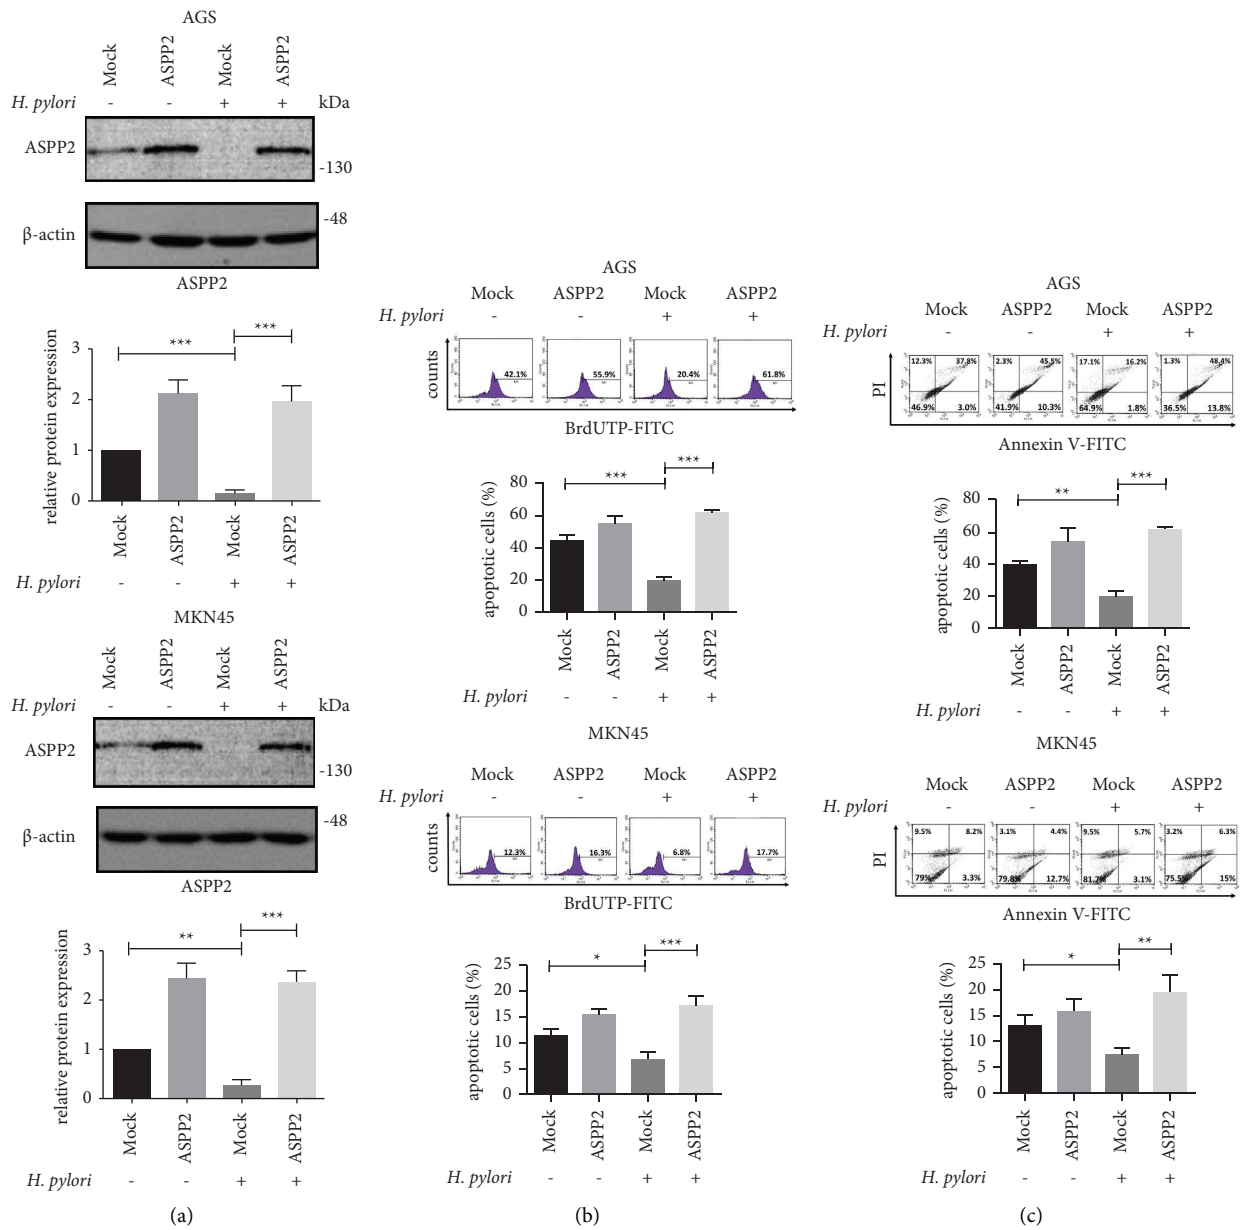 AGS
Mock ASPP2 Mock ASPP2
H. pylori - - + + kDa
ASPP2
-130
-48
β-actin
ASPP2
relative protein expression
3
2
1
0
*** ***
Mock ASPP2 Mock ASPP2
H. pylori - - + +
MKN45
Mock ASPP2 Mock ASPP2
H. pylori - - + + kDa
ASPP2
-130
-48
β-actin
ASPP2
relative protein expression
3
2
1
0
** ***
Mock ASPP2 Mock ASPP2
H. pylori - - + +
(a)
AGS
Mock ASPP2 Mock ASPP2
H. pylori - - + +
counts
42.1% 55.9% 20.4% 61.8%
BrdUTP-FITC
apoptotic cells (%)
80
60
40
20
0
*** ***
Mock ASPP2 Mock ASPP2
H. pylori - - + +
MKN45
Mock ASPP2 Mock ASPP2
H. pylori - - + +
counts
12.3% 16.3% 6.8% 17.7%
BrdUTP-FITC
apoptotic cells (%)
25
20
15
10
5
0
* ***
Mock ASPP2 Mock ASPP2
H. pylori - - + +
(b)
AGS
Mock ASPP2 Mock ASPP2
H. pylori - - + +
PI
12.3% 37.8% 2.3% 45.5% 17.1% 16.2% 1.3% 48.4%
46.9% 3.0% 41.9% 10.3% 64.9% 1.8% 36.5% 13.8%
Annexin V-FITC
apoptotic cells (%)
80
60
40
20
0
** ***
Mock ASPP2 Mock ASPP2
H. pylori - - + +
MKN45
Mock ASPP2 Mock ASPP2
H. pylori - - + +
PI
9.5% 8.2% 3.1% 4.4% 9.5% 5.7% 3.2% 6.3%
79% 3.3% 79.8% 12.7% 81.7% 3.1% 75.5% 15%
Annexin V-FITC
apoptotic cells (%)
25
20
15
10
5
0
* **
Mock ASPP2 Mock ASPP2
H. pylori - - + +
(c)